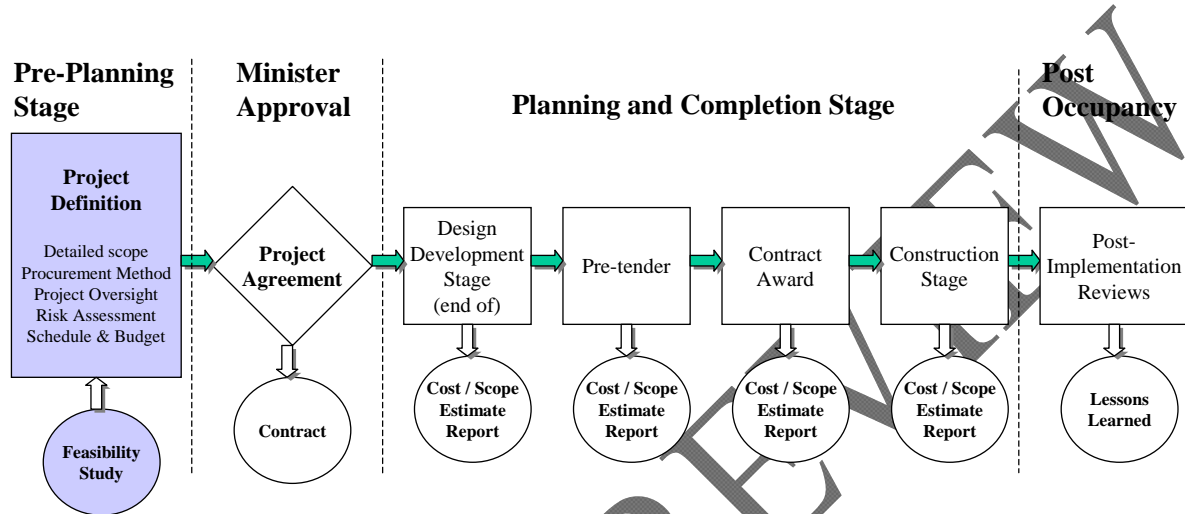 Pre-Planning
Stage
Minister
Approval
Planning and Completion Stage
Post
Occupancy
Project
Definition
Detailed scope
Procurement Method
Project Oversight
Risk Assessment
Schedule & Budget
Feasibility
Study
Project
Agreement
Contract
Design
Development
Stage
(end of)
Cost / Scope
Estimate
Report
Pre-tender
Cost / Scope
Estimate
Report
Contract
Award
Cost / Scope
Estimate
Report
Construction
Stage
Cost / Scope
Estimate
Report
Post-
Implementation
Reviews
Lessons
Learned